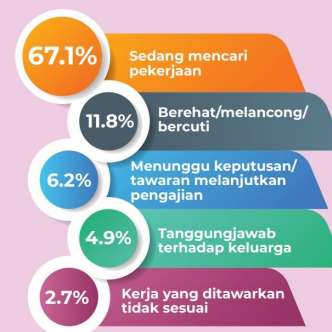 67.1%
Sedang mencari
pekerjaan
11.8%
Berehat/melancong/
bercuti
6.2%
Menunggu keputusan/
tawaran melanjutkan
pengajian
4.9%
Tanggungjawab
terhadap keluarga
2.7%
Kerja yang ditawarkan
tidak sesuai